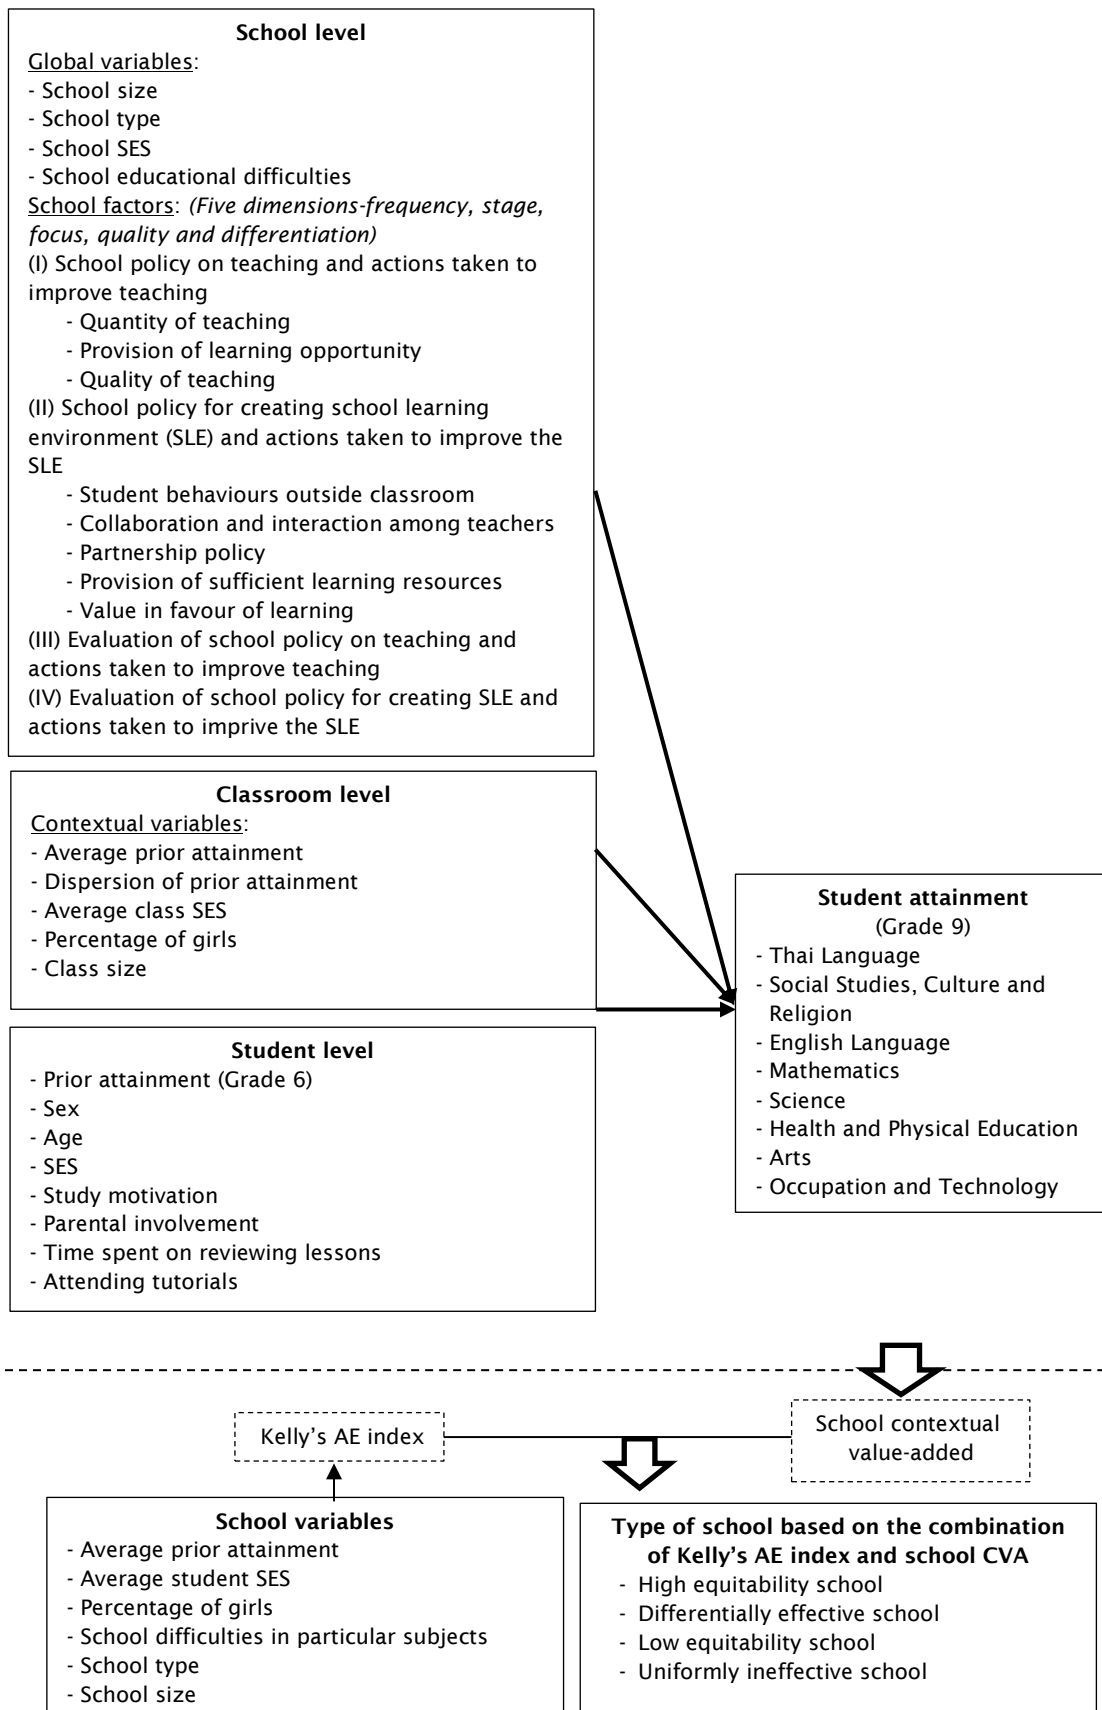 School level
Global variables:
- School size
- School type
- School SES
- School educational difficulties
School factors: (Five dimensions-frequency, stage,
focus, quality and differentiation)
(I) School policy on teaching and actions taken to
improve teaching
- Quantity of teaching
- Provision of learning opportunity
- Quality of teaching
(II) School policy for creating school learning
environment (SLE) and actions taken to improve the
SLE
- Student behaviours outside classroom
- Collaboration and interaction among teachers
- Partnership policy
- Provision of sufficient learning resources
- Value in favour of learning
(III) Evaluation of school policy on teaching and
actions taken to improve teaching
(IV) Evaluation of school policy for creating SLE and
actions taken to imprive the SLE
Classroom level
Contextual variables:
- Average prior attainment
- Dispersion of prior attainment
- Average class SES
- Percentage of girls
- Class size
Student level
- Prior attainment (Grade 6)
- Sex
- Age
- SES
- Study motivation
- Parental involvement
- Time spent on reviewing lessons
- Attending tutorials
Student attainment
(Grade 9)
- Thai Language
- Social Studies, Culture and
Religion
- English Language
- Mathematics
- Science
- Health and Physical Education
- Arts
- Occupation and Technology
Kelly's AE index
School contextual
value-added
School variables
- Average prior attainment
- Average student SES
- Percentage of girls
- School difficulties in particular subjects
- School type
- School size
Type of school based on the combination
of Kelly's AE index and school CVA
- High equitability school
- Differentially effective school
- Low equitability school
- Uniformly ineffective school